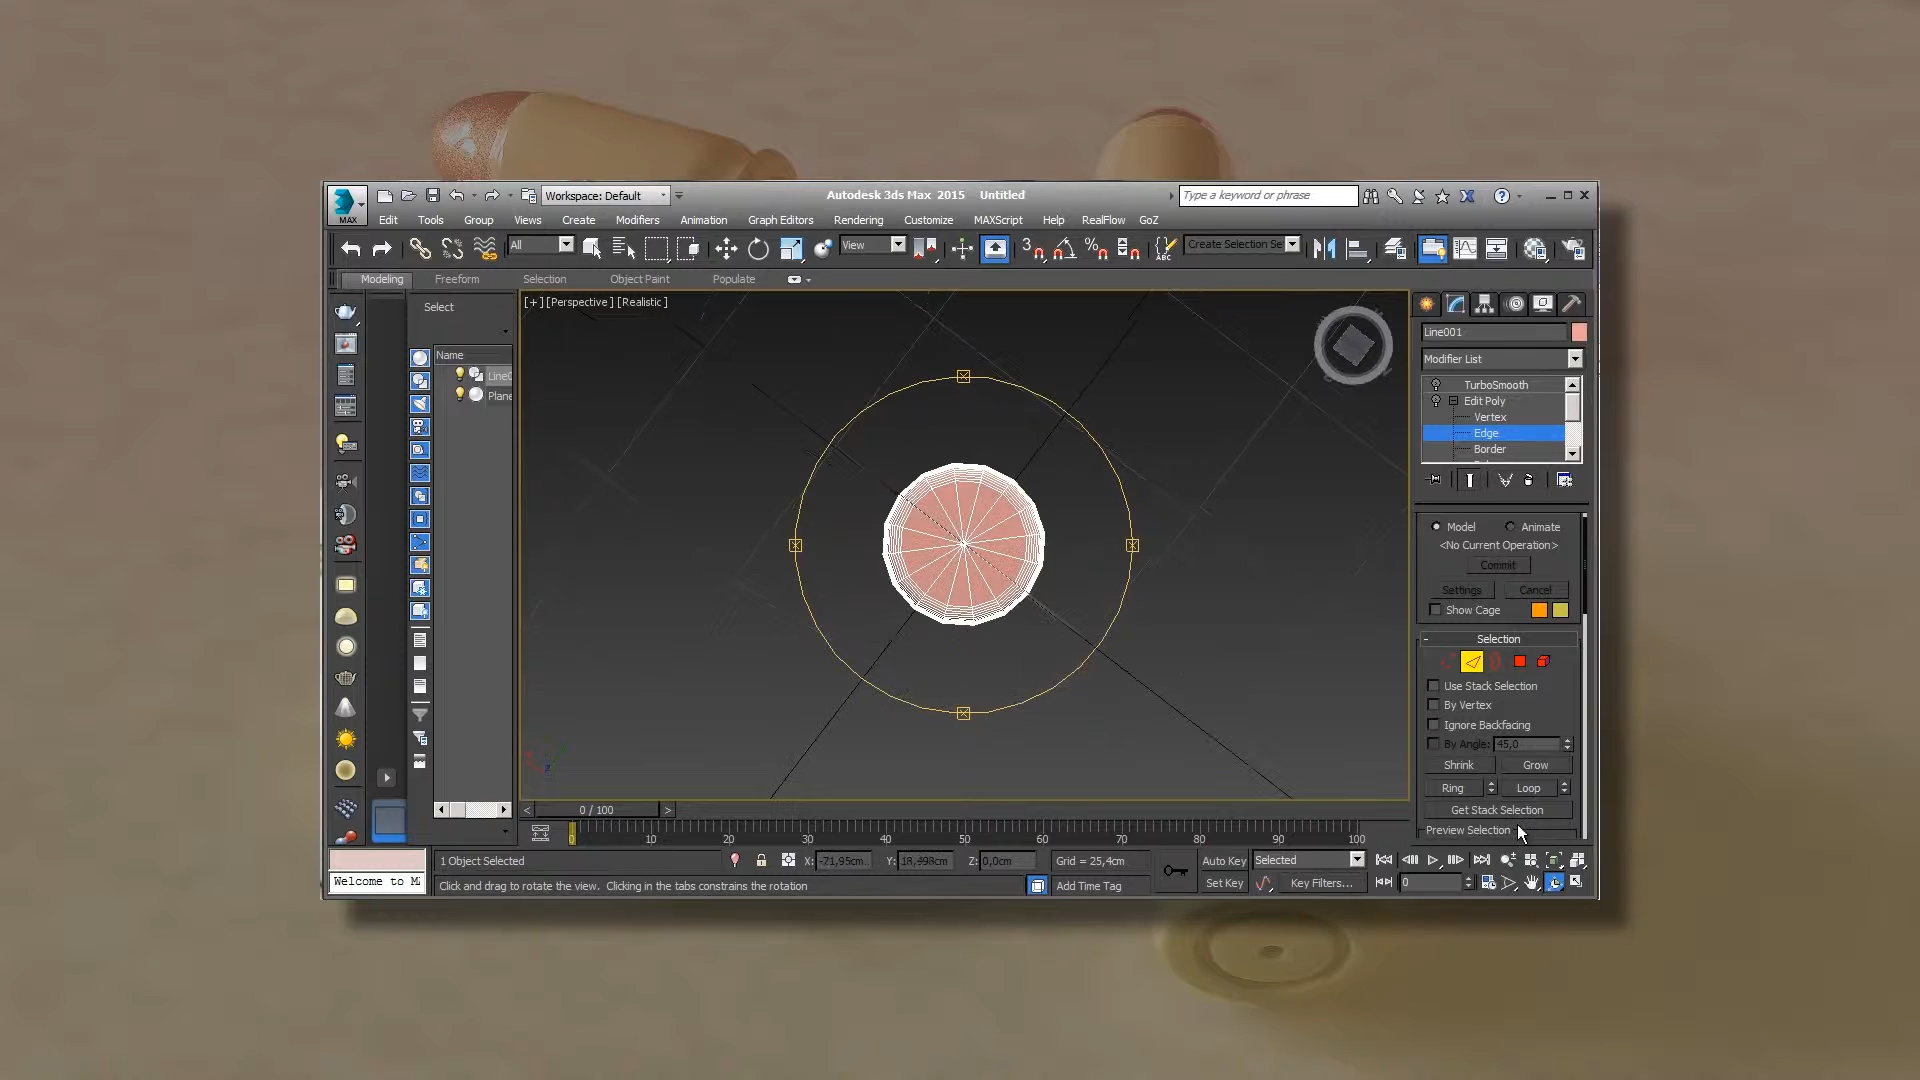 Workspace: Default
Autodesk 3ds Max 2015 Untitled
Type a keyword or phrase
MAX
Edit Tools Group Views Create Modifiers Animation Graph Editors Rendering Customize MAXScript Help RealFlow GoZ
All
View
3
ABC
Create Selection Se
Modeling Freeform Selection Object Paint Populate
Select
[+] [Perspective] [Realistic]
Name
Plane
Line001
Modifier List
TurboSmooth
Edit Poly
Vertex
Edge
Border
Model Animate
<No Current Operation>
Commit
Settings Cancel
Show Cage
Selection
Use Stack Selection
By Vertex
Ignore Backfacing
By Angle: 45,0
Shrink Grow
Ring Loop
Get Stack Selection
Preview Selection
0 / 100
10 20 30 40 50 60 70 80 90 100
1 Object Selected X: -71,95cm Y: 18,498cm Z: 0,0cm Grid = 25,4cm Auto Key Selected
Welcome to M
Click and drag to rotate the view. Clicking in the tabs constrains the rotation
Add Time Tag Set Key Key Filters... 0